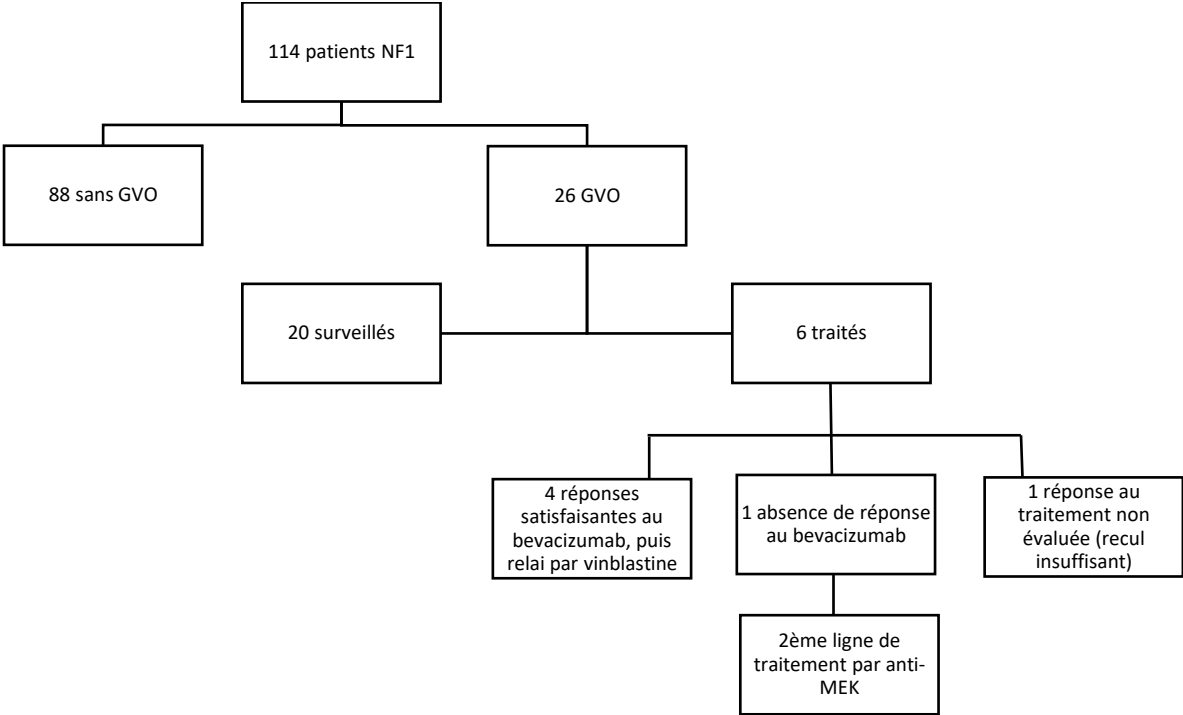 114 patients NF1
88 sans GVO
26 GVO
20 surveillés
6 traités
4 réponses
satisfaisantes au
bevacizumab, puis
relai par vinblastine
1 absence de réponse
au bevacizumab
1 réponse au
traitement non
évaluée (recul
insuffisant)
2ème ligne de
traitement par anti-
MEK